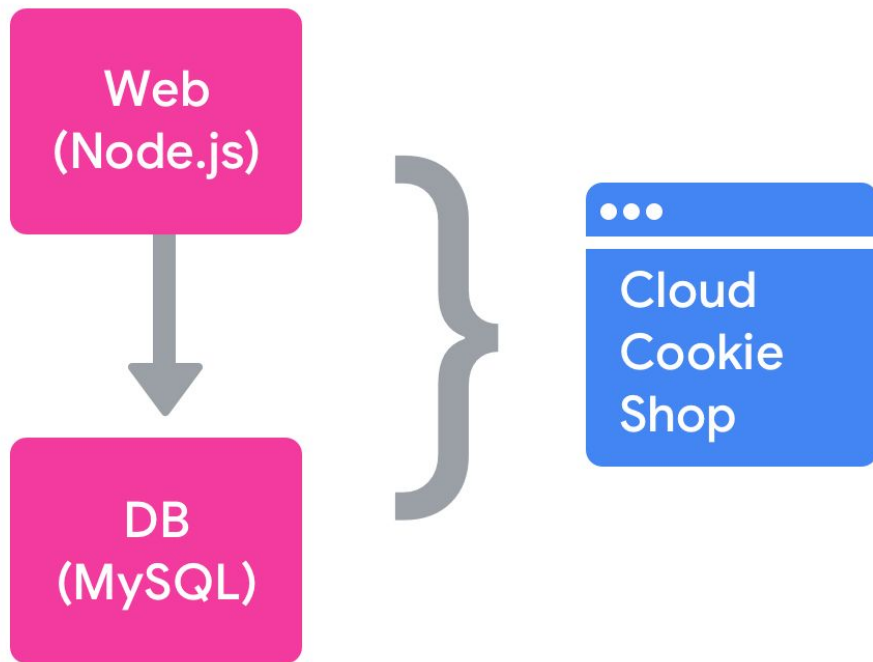 Web
(Node.js)
DB
(MySQL)
Cloud
Cookie
Shop